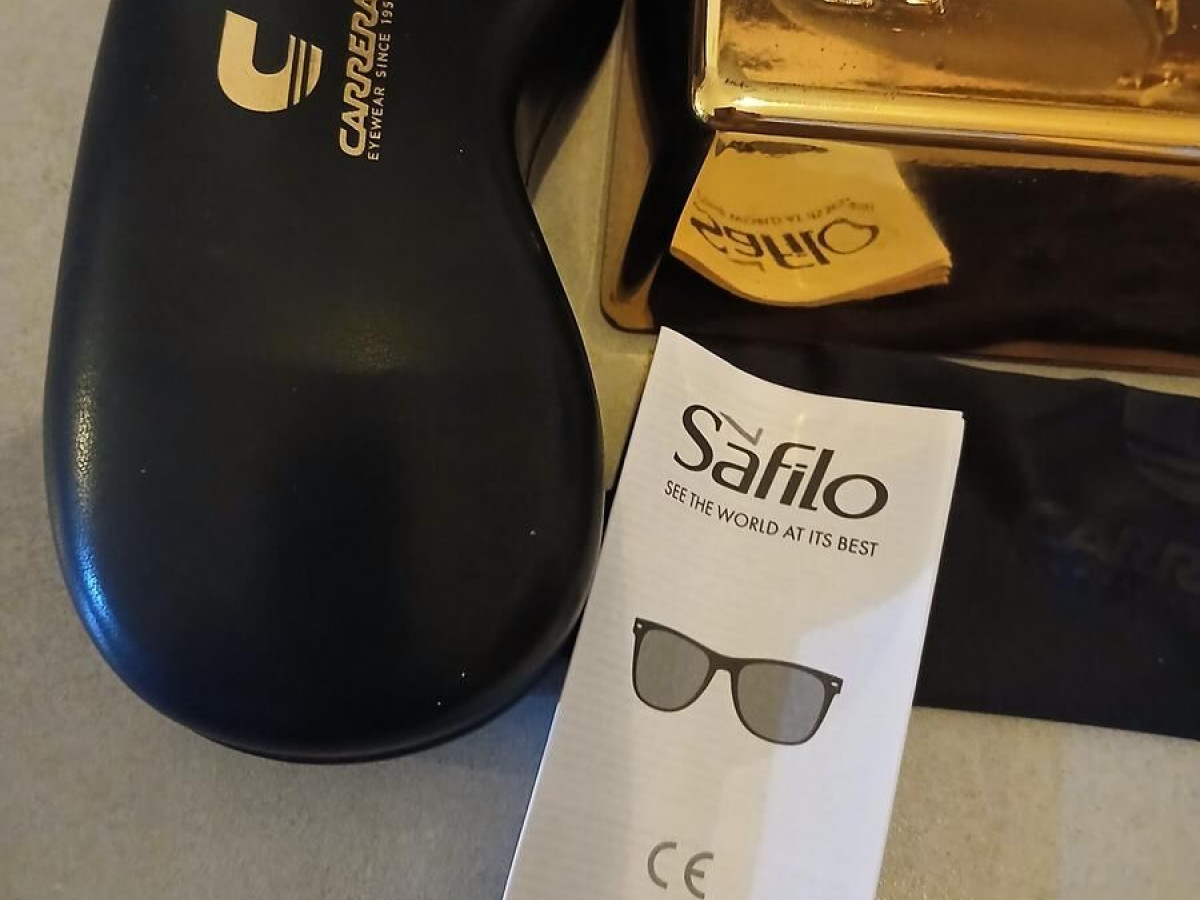 CARRERA
EYEWEAR SINCE 195
Safilo
SEE THE WORLD AT ITS BEST
CE